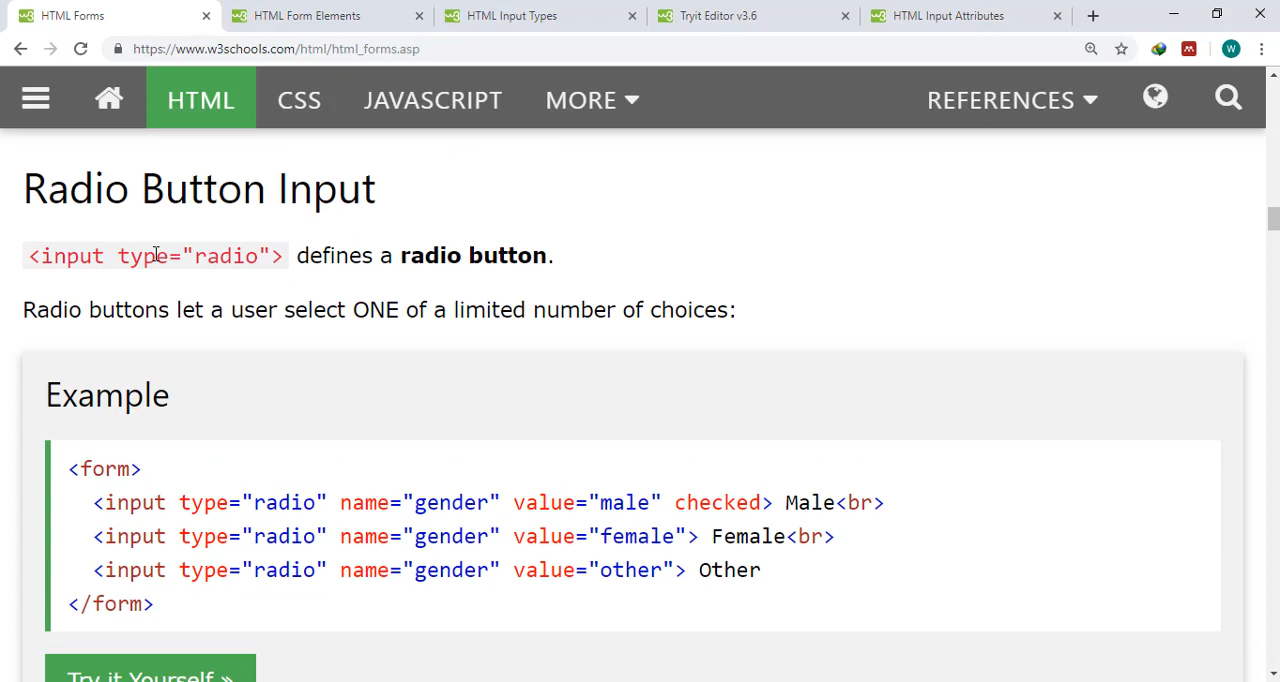 HTML Forms
HTML Form Elements
HTML Input Types
Tryit Editor v3.6
HTML Input Attributes
https://www.w3schools.com/html/html_forms.asp
W
HTML
CSS
JAVASCRIPT
MORE
REFERENCES
Radio Button Input
<input type="radio"> defines a radio button.
Radio buttons let a user select ONE of a limited number of choices:
Example
<form>
<input type="radio" name="gender" value="male" checked> Male<br>
<input type="radio" name="gender" value="female"> Female<br>
<input type="radio" name="gender" value="other"> Other
</form>
Try it Yourself »